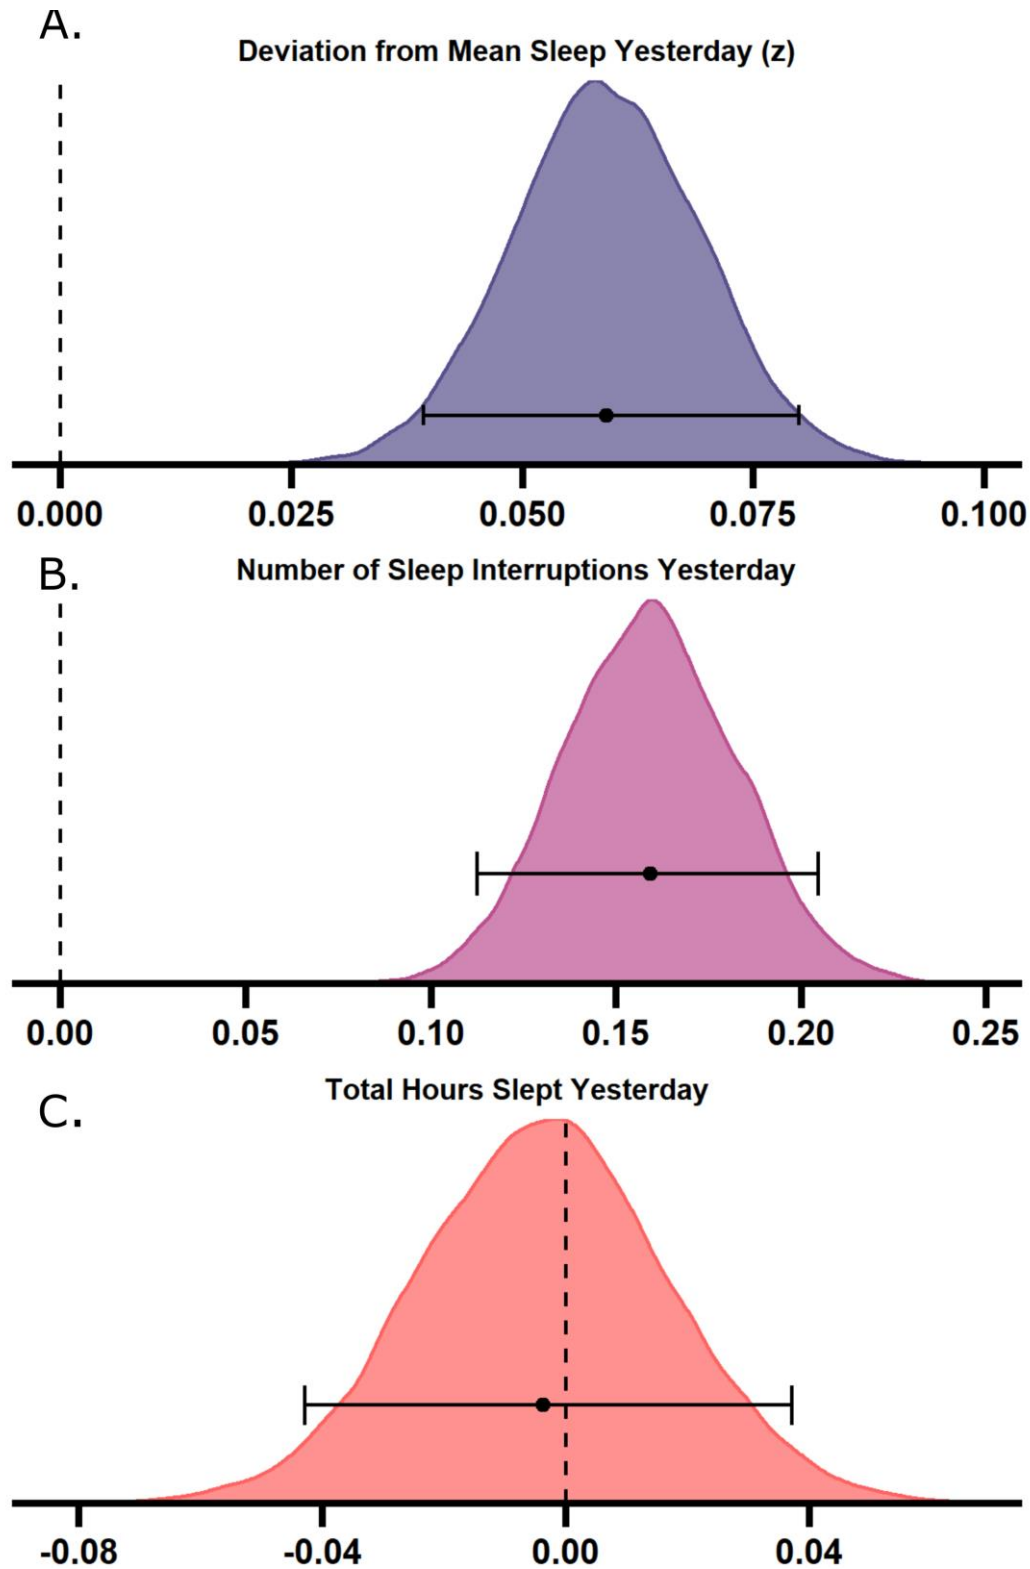 A.
Deviation from Mean Sleep Yesterday (z)
0.000 0.025 0.050 0.075 0.100
B.
Number of Sleep Interruptions Yesterday
0.00 0.05 0.10 0.15 0.20 0.25
C.
Total Hours Slept Yesterday
-0.08 -0.04 0.00 0.04